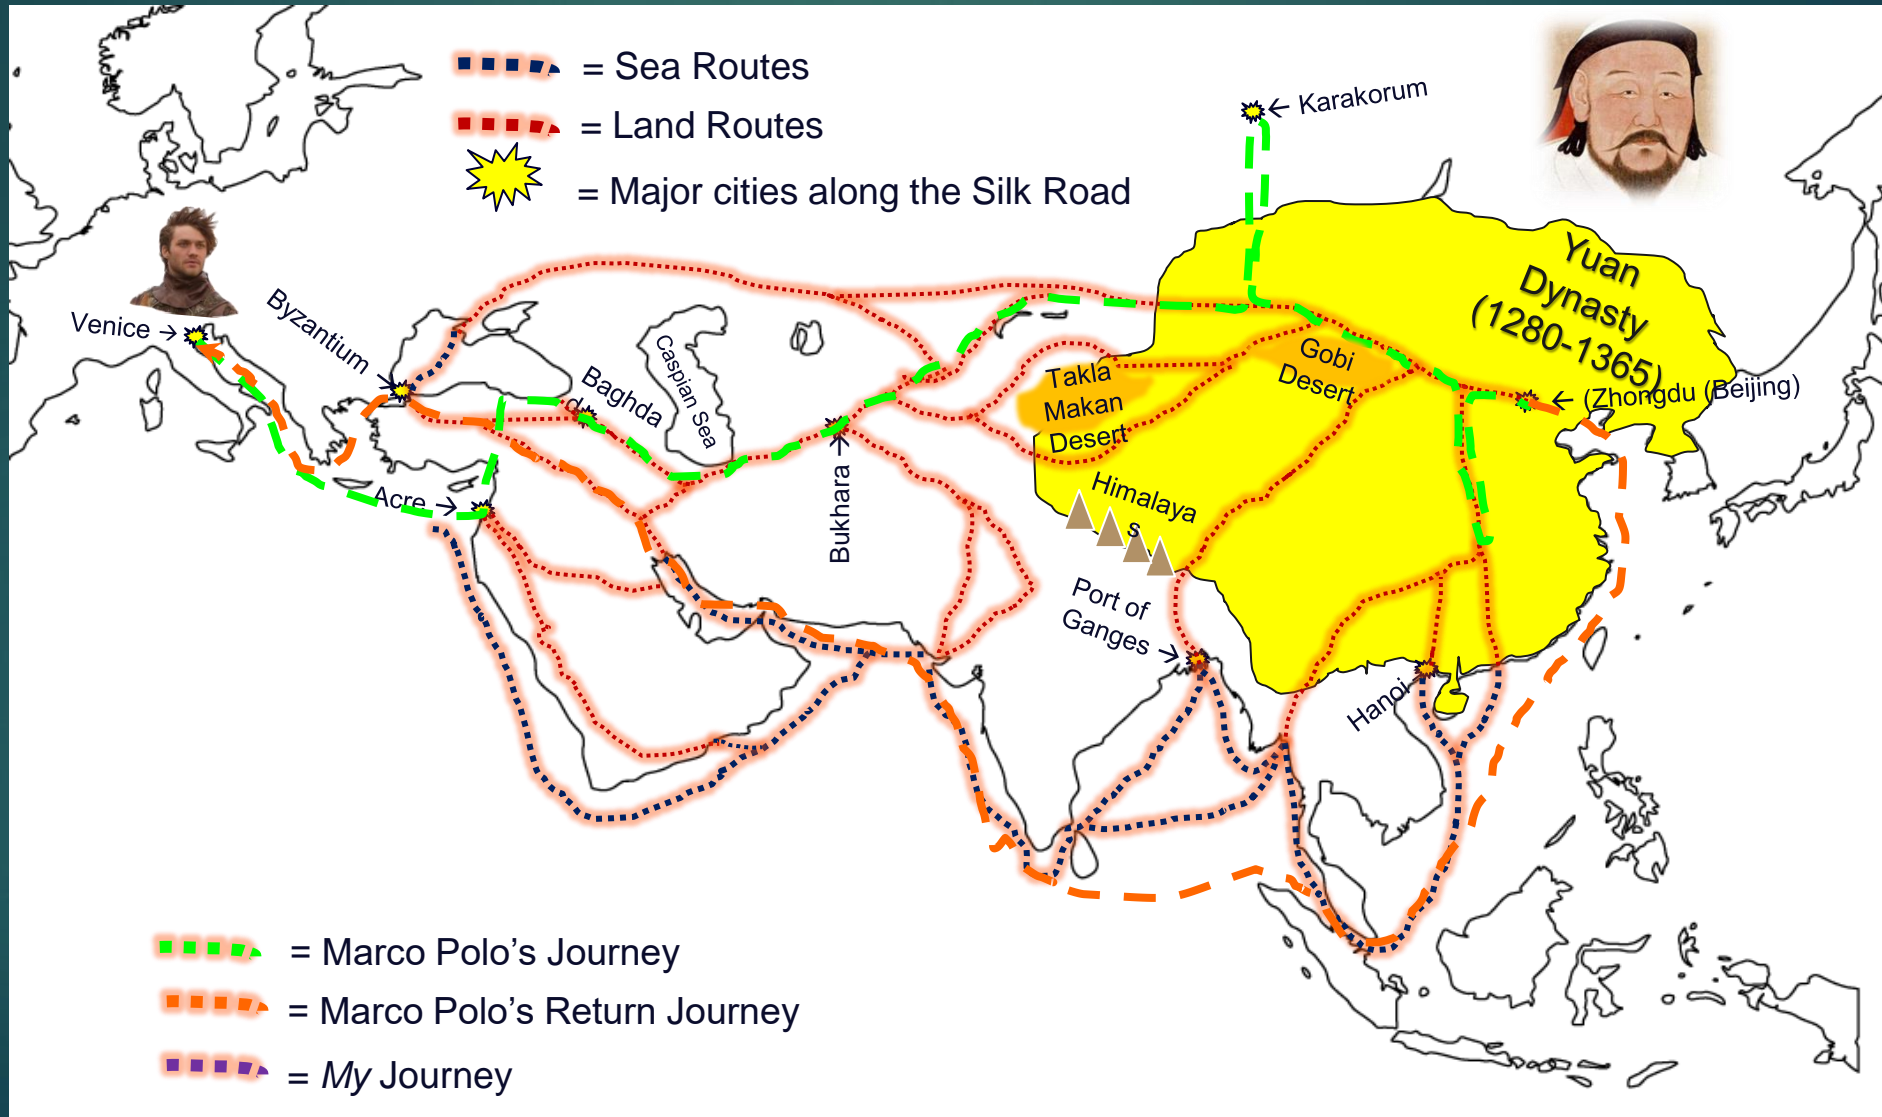 = Sea Routes
= Land Routes
= Major cities along the Silk Road
← Karakorum
Yuan
Dynasty
(1280-1365)
Venice →
Byzantium
Baghda
d
Caspian Sea
Takla
Makan
Desert
Gobi
Desert
← (Zhongdu (Beijing)
Acre →
Bukhara
Himalaya
s
Port of
Ganges →
Hanoi
= Marco Polo’s Journey
= Marco Polo’s Return Journey
= My Journey